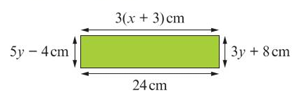 3(x + 3) cm
5y − 4 cm
3y + 8 cm
24 cm